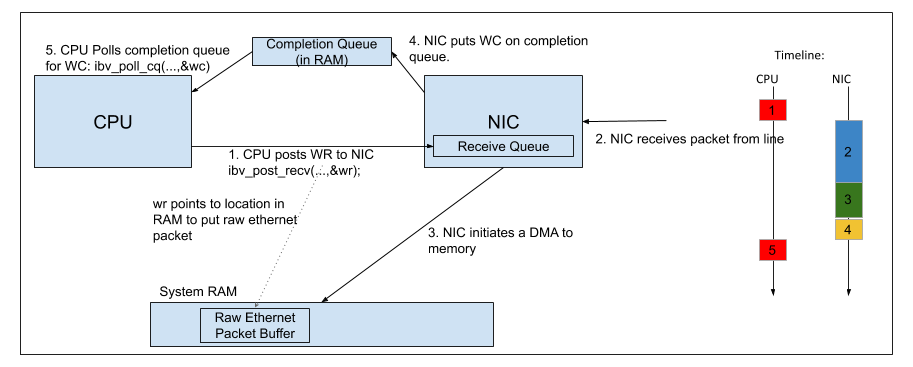 5. CPU Polls completion queue
for WC: ibv_poll_cq(...,&wc)
Completion Queue
(in RAM)
4. NIC puts WC on completion
queue.
CPU
NIC
Receive Queue
1. CPU posts WR to NIC
ibv_post_recv(...,&wr);
2. NIC receives packet from line
wr points to location in
RAM to put raw ethernet
packet
3. NIC initiates a DMA to
memory
System RAM
Raw Ethernet
Packet Buffer
Timeline:
CPU
NIC
1
2
3
4
5